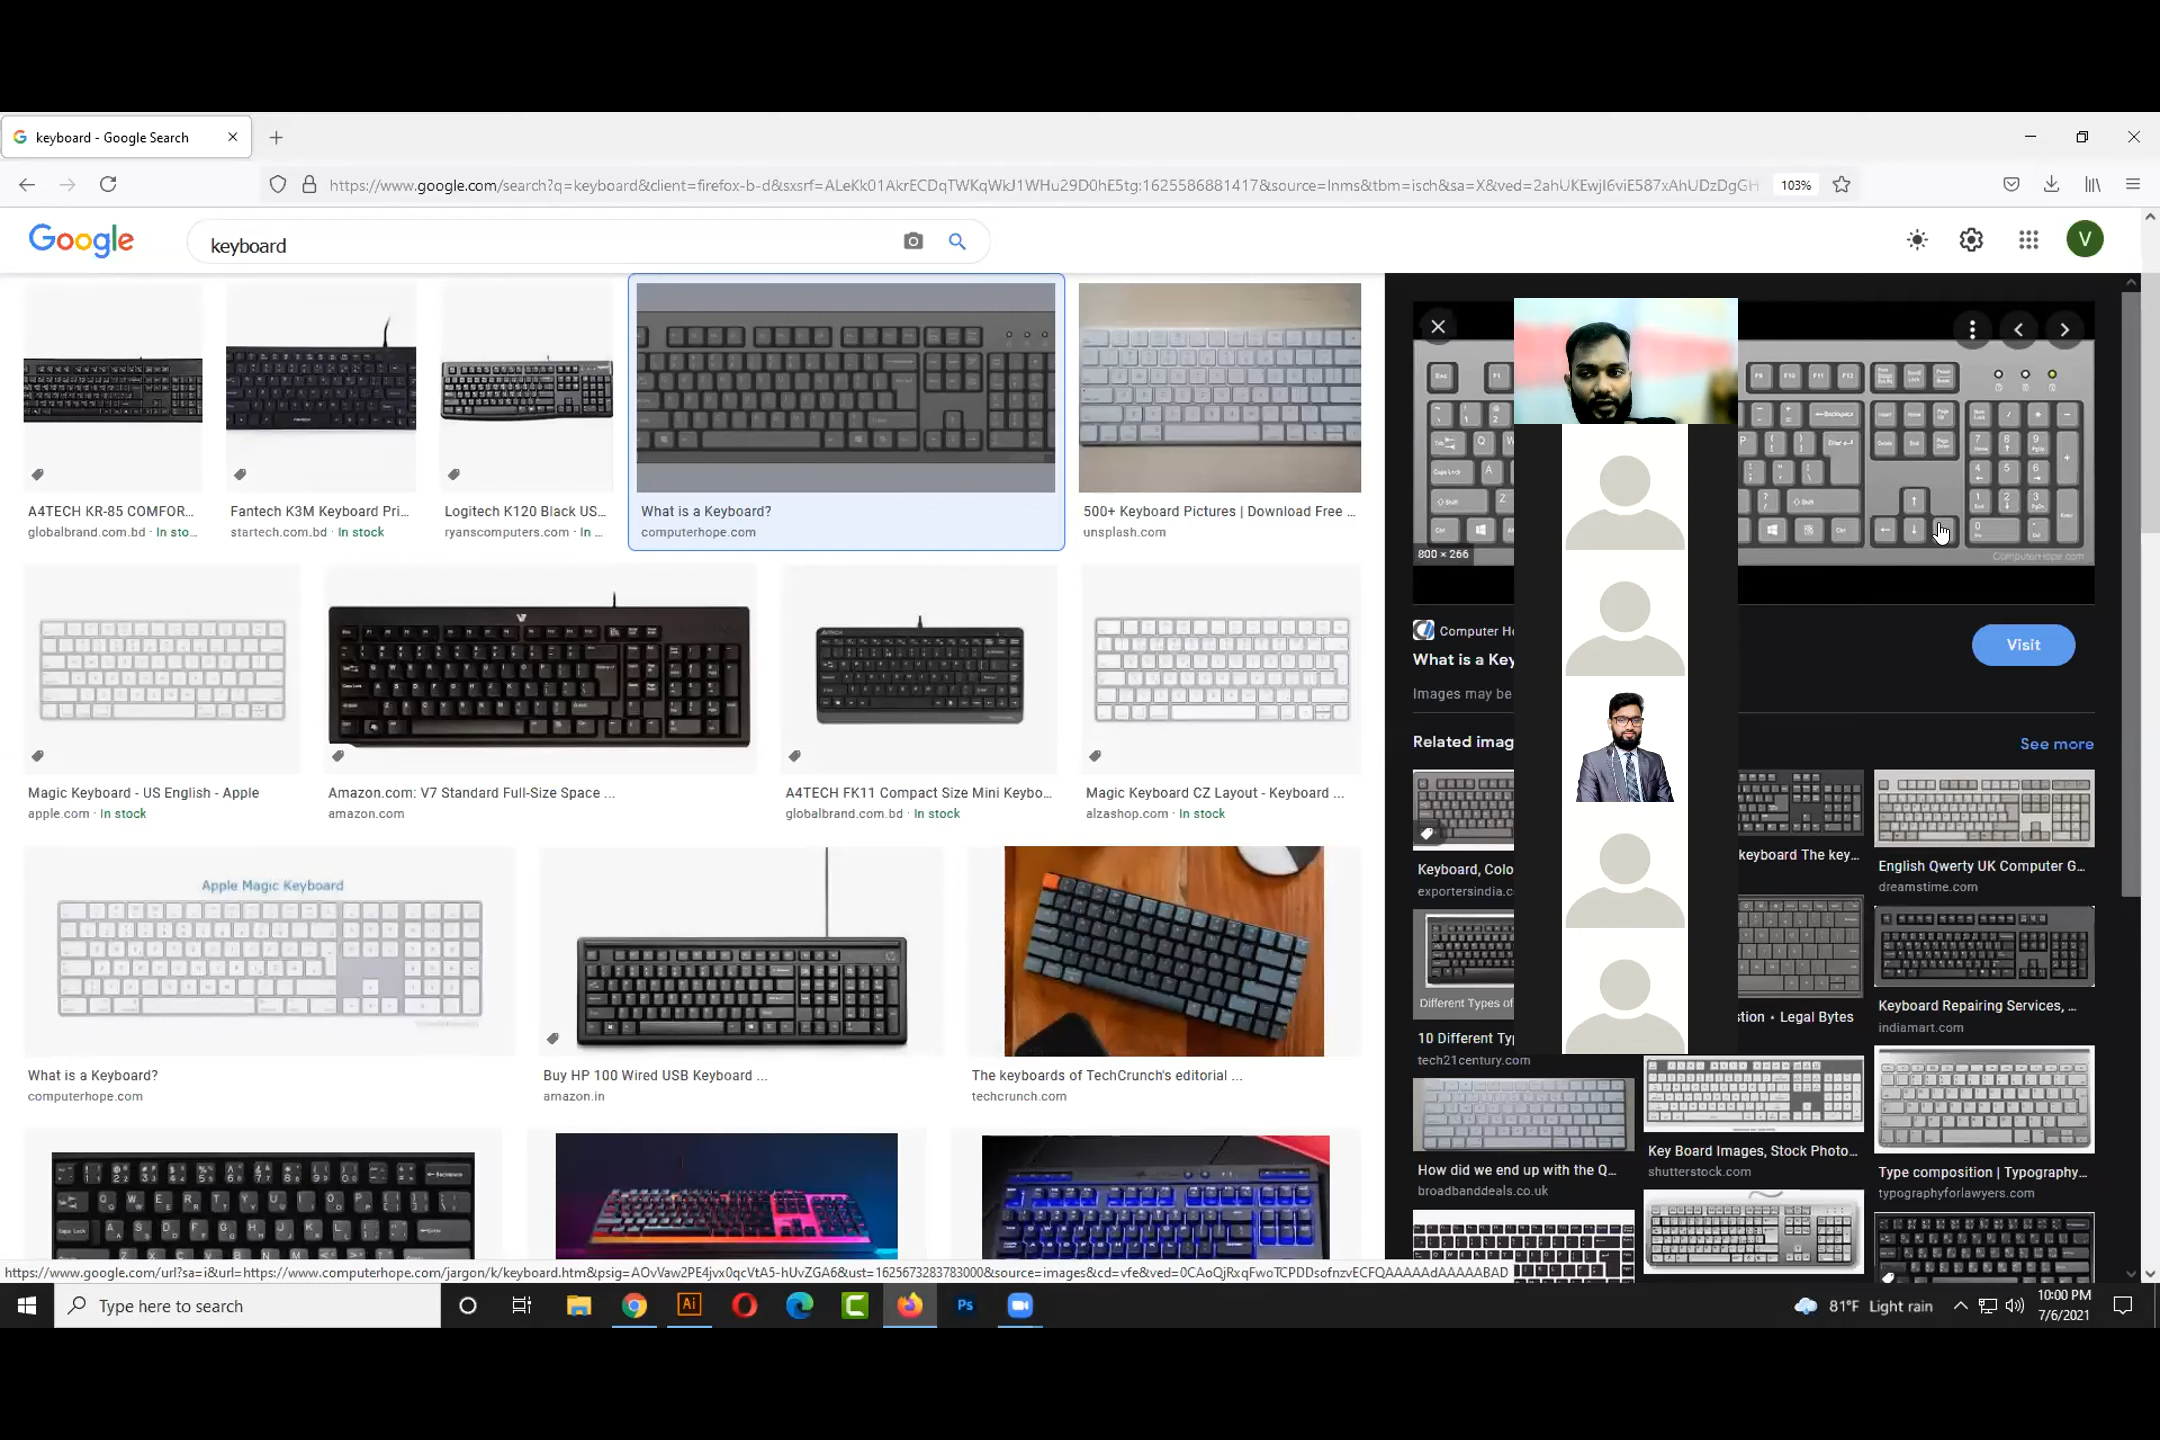 keyboard - Google Search
https://www.google.com/search?q=keyboard&client=firefox-b-d&sxsrf=ALeKk01AkrECDqTWKqWkJ1WHu29D0hE5tg:1625586881417&source=lnms&tbm=isch&sa=X&ved=2ahUKEwjI6viE587xAhUDzDgGH
103%
Google
keyboard
V
A4TECH KR-85 COMFOR...
globalbrand.com.bd · In sto...
Fantech K3M Keyboard Pri...
startech.com.bd · In stock
Logitech K120 Black US...
ryanscomputers.com · In ...
What is a Keyboard?
computerhope.com
500+ Keyboard Pictures | Download Free ...
unsplash.com
Magic Keyboard - US English - Apple
apple.com · In stock
Amazon.com: V7 Standard Full-Size Space ...
amazon.com
A4TECH FK11 Compact Size Mini Keybo...
globalbrand.com.bd · In stock
Magic Keyboard CZ Layout - Keyboard ...
alzashop.com · In stock
Apple Magic Keyboard
What is a Keyboard?
computerhope.com
Buy HP 100 Wired USB Keyboard ...
amazon.in
The keyboards of TechCrunch's editorial ...
techcrunch.com
800 × 266
ComputerHope.com
Computer Ho
What is a Key
Images may be
Visit
Related imag
See more
Keyboard, Colo
exportersindia.c
keyboard The key...
English Qwerty UK Computer G...
dreamstime.com
Different Types of
10 Different Typ
tech21century.com
stion • Legal Bytes
Keyboard Repairing Services, ...
indiamart.com
How did we end up with the Q...
broadbanddeals.co.uk
Key Board Images, Stock Photo...
shutterstock.com
Type composition | Typography...
typographyforlawyers.com
https://www.google.com/url?sa=i&url=https://www.computerhope.com/jargon/k/keyboard.htm&psig=AOvVaw2PE4jvx0qcVtA5-hUvZGA6&ust=1625673283783000&source=images&cd=vfe&ved=0CAoQjRxqFwoTCPDDsofnzvECFQAAAAAdAAAAABAD
Type here to search
Ai
Ps
81°F Light rain
10:00 PM
7/6/2021